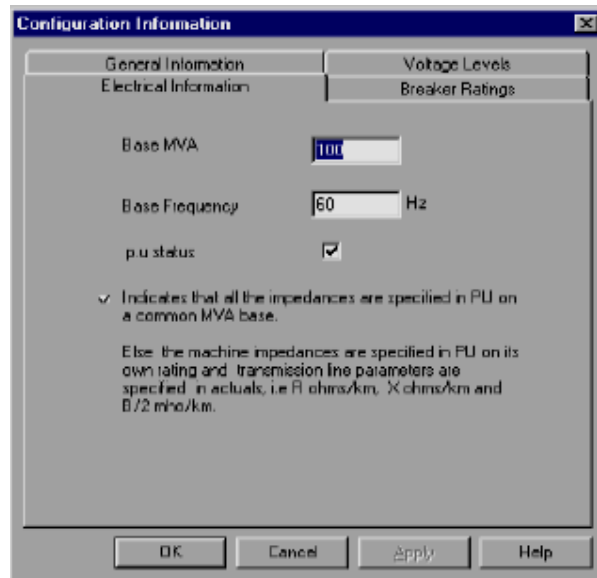 Configuration Information
General Information
Voltage Levels
Electrical Information
Breaker Ratings
Base MVA
100
Base Frequency
60
Hz
p.u status
Indicates that all the impedances are specified in PU on
a common MVA base.
Else the machine impedances are specified in PU on its
own rating and transmission line parameters are
specified in actuals, i.e R ohms/km, X ohms/km and
B/2 mho/km.
OK
Cancel
Apply
Help